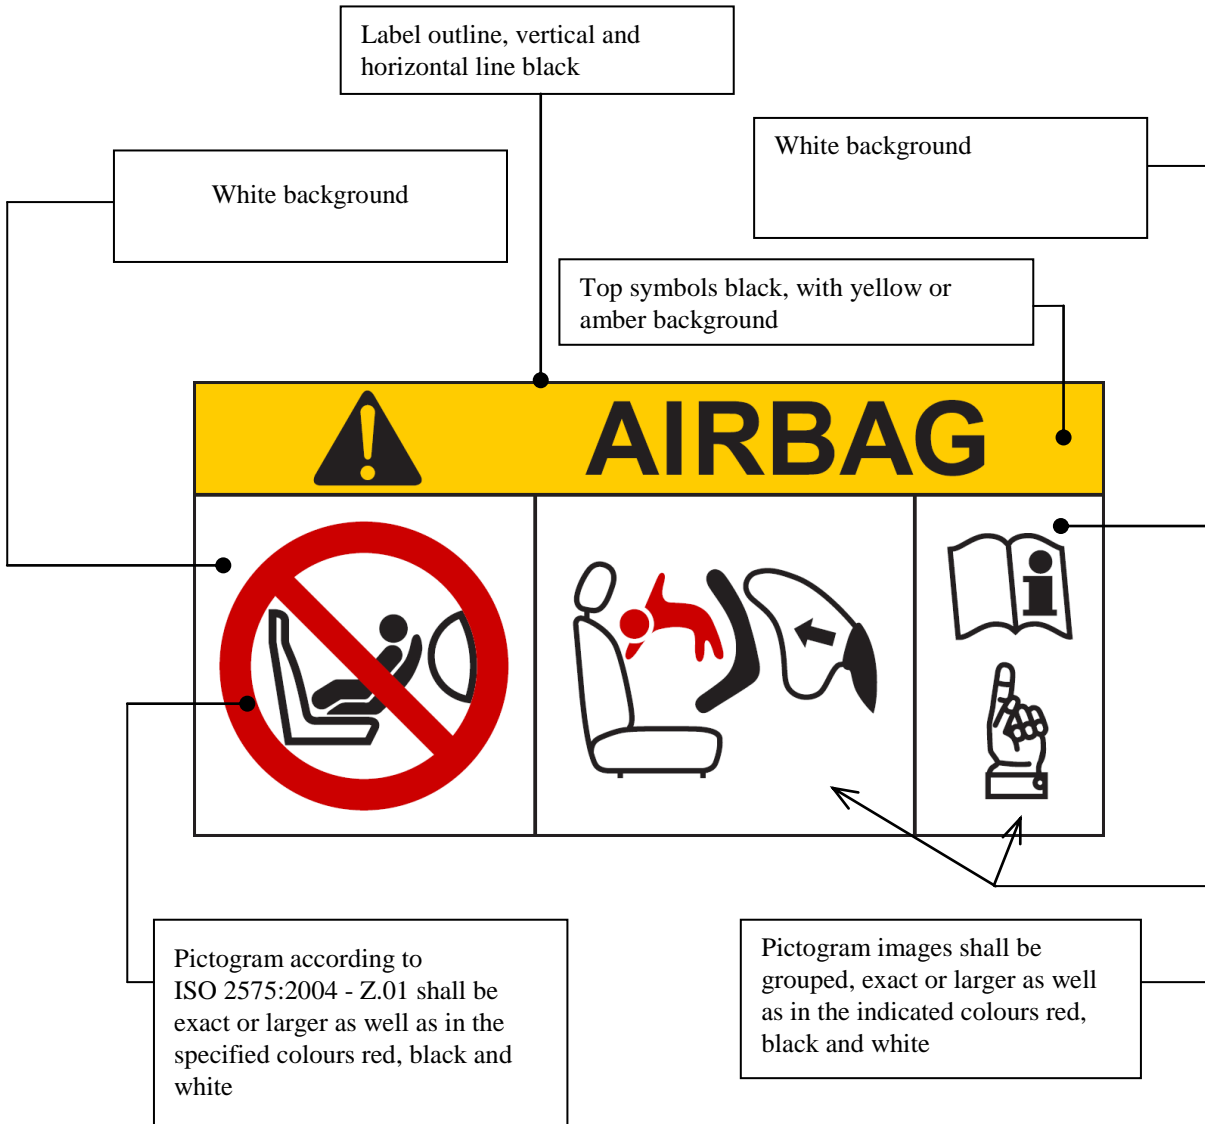 Label outline, vertical and
horizontal line black
White background
White background
Top symbols black, with yellow or
amber background
AIRBAG
Pictogram according to
ISO 2575:2004 - Z.01 shall be
exact or larger as well as in the
specified colours red, black and
white
Pictogram images shall be
grouped, exact or larger as well
as in the indicated colours red,
black and white